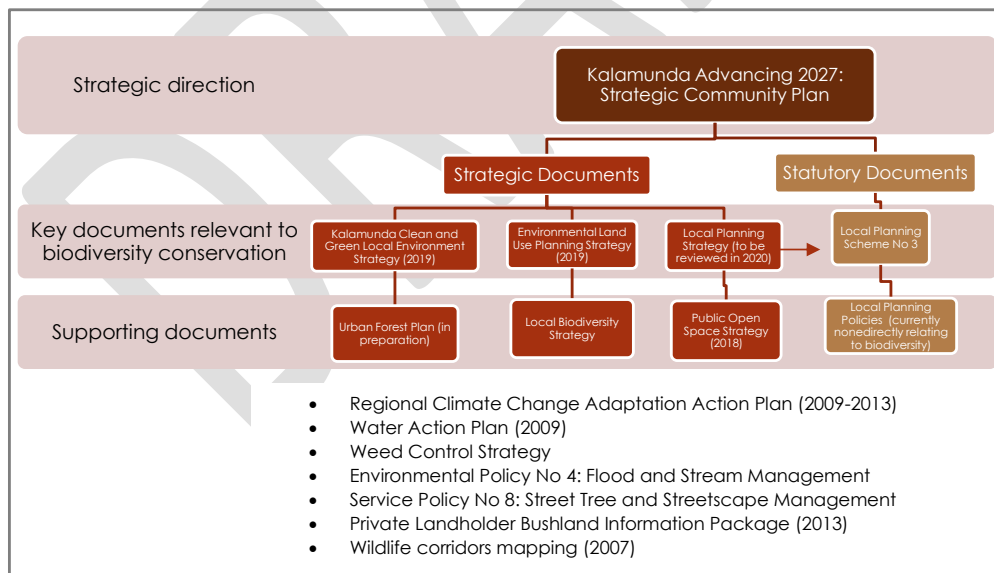 Strategic direction
Kalamunda Advancing 2027:
Strategic Community Plan
Strategic Documents
Statutory Documents
Key documents relevant to
biodiversity conservation
Kalamunda Clean and
Green Local Environment
Strategy (2019)
Environmental Land
Use Planning Strategy
(2019)
Local Planning
Strategy (to be
reviewed in 2020)
Local Planning
Scheme No 3
Supporting documents
Urban Forest Plan (in
preparation)
Local Biodiversity
Strategy
Public Open
Space Strategy
(2018)
Local Planning
Policies (currently
nonedirectly relating
to biodiversity)
• Regional Climate Change Adaptation Action Plan (2009-2013)
• Water Action Plan (2009)
• Weed Control Strategy
• Environmental Policy No 4: Flood and Stream Management
• Service Policy No 8: Street Tree and Streetscape Management
• Private Landholder Bushland Information Package (2013)
• Wildlife corridors mapping (2007)